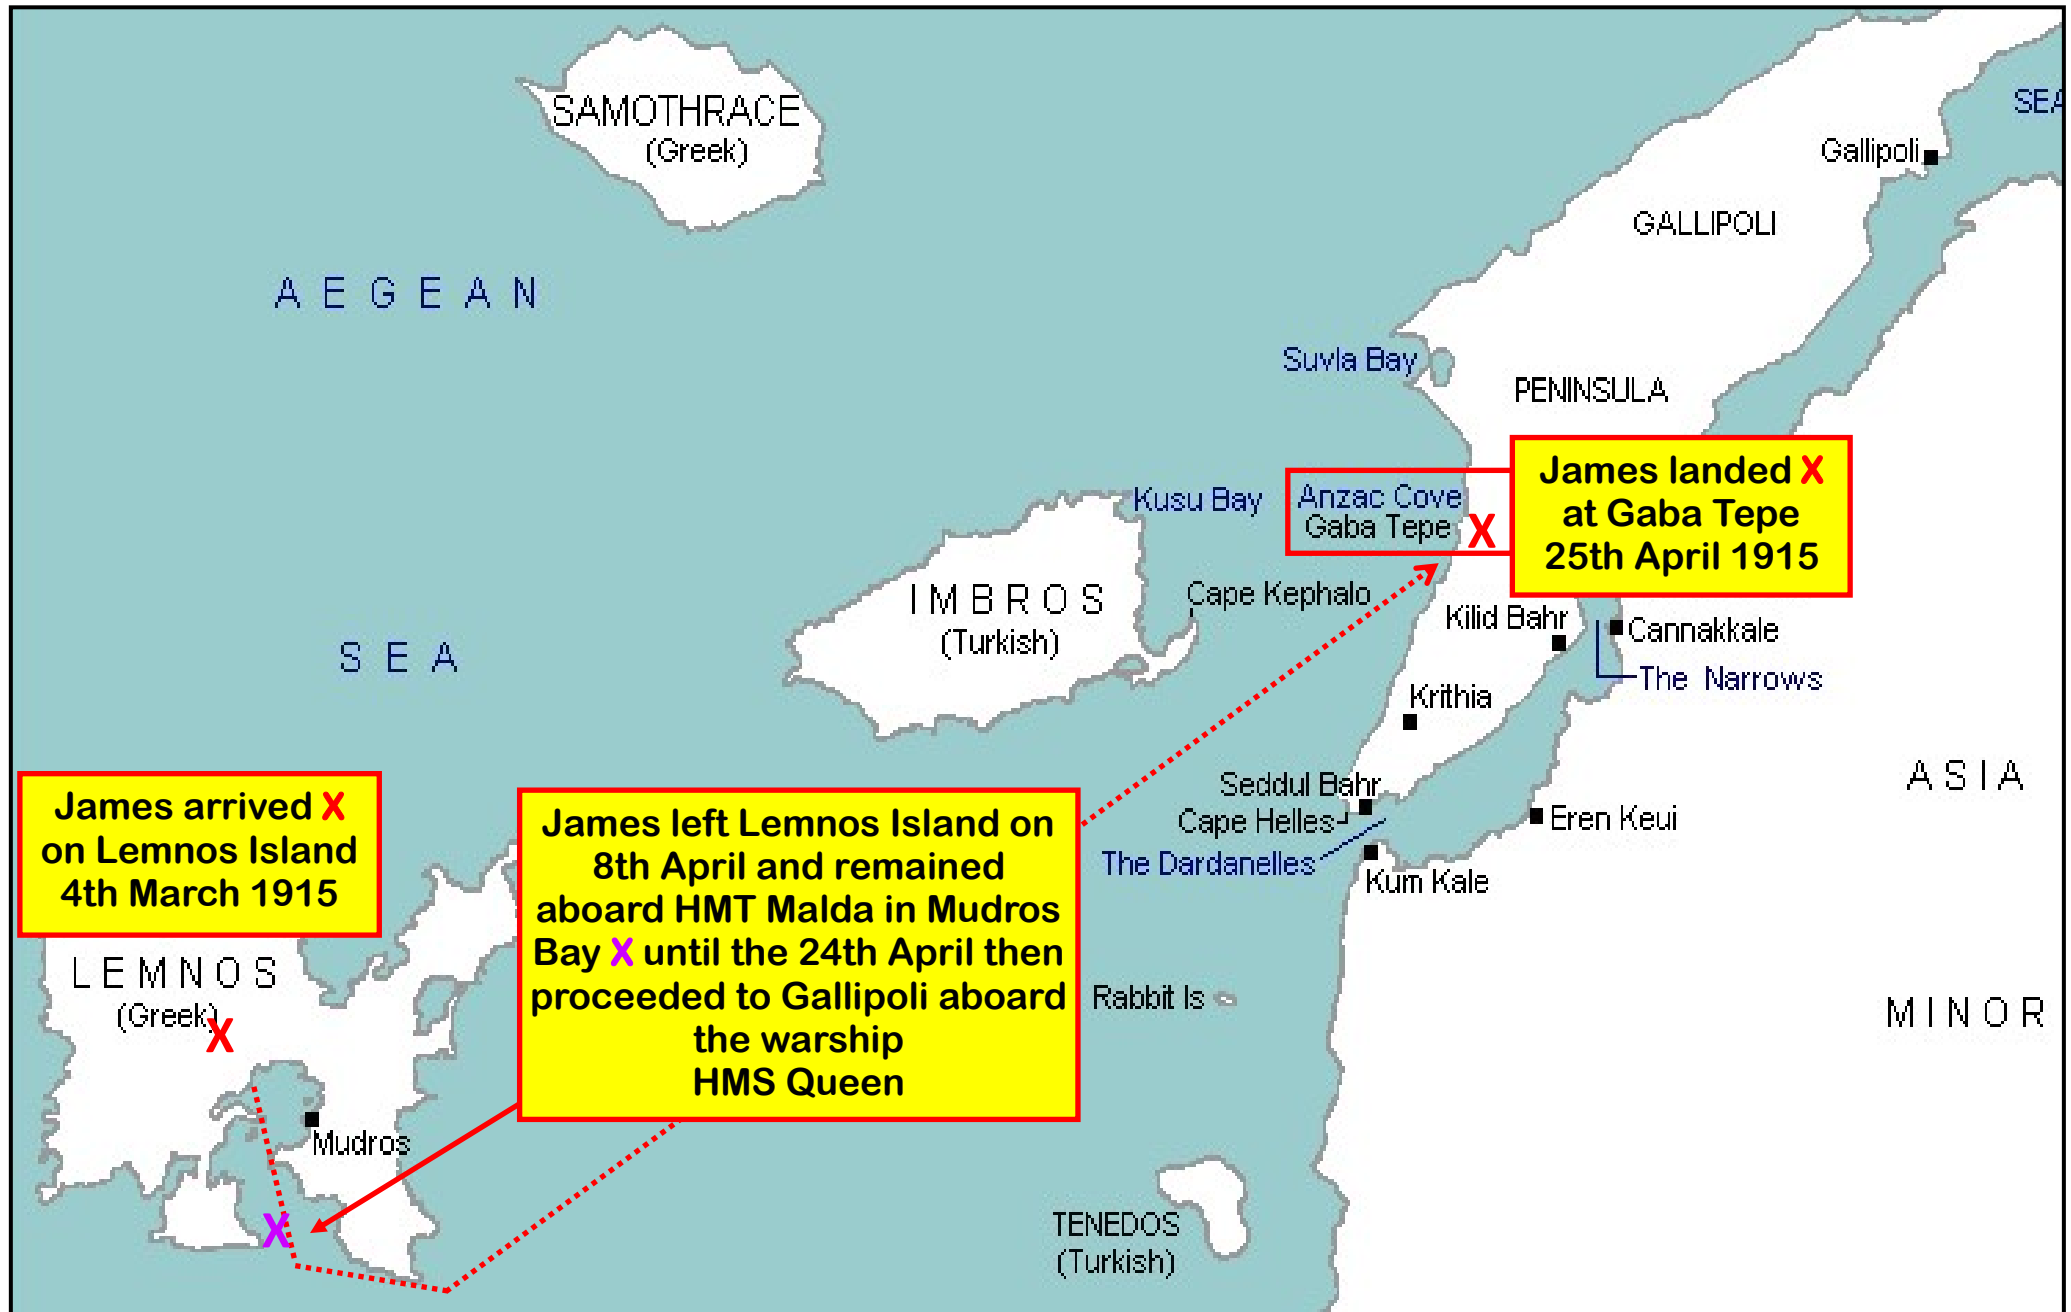 SAMOTHRACE
(Greek)
SEA
Gallipoli
GALLIPOLI
AEGEAN
Suvla Bay
PENINSULA
James landed X
at Gaba Tepe
25th April 1915
Kusu Bay
Anzac Cove
Gaba Tepe X
IMBROS
(Turkish)
Cape Kephalo
Kilid Bahr
Cannakkale
The Narrows
SEA
Krithia
Seddul Bahr
Cape Helles
The Dardanelles
Kum Kale
Eren Keui
ASIA
MINOR
James arrived X
on Lemnos Island
4th March 1915
James left Lemnos Island on
8th April and remained
aboard HMT Malda in Mudros
Bay X until the 24th April then
proceeded to Gallipoli aboard
the warship
HMS Queen
LEMNOS
(Greek)
X
Rabbit Is
Mudros
X
TENEDOS
(Turkish)